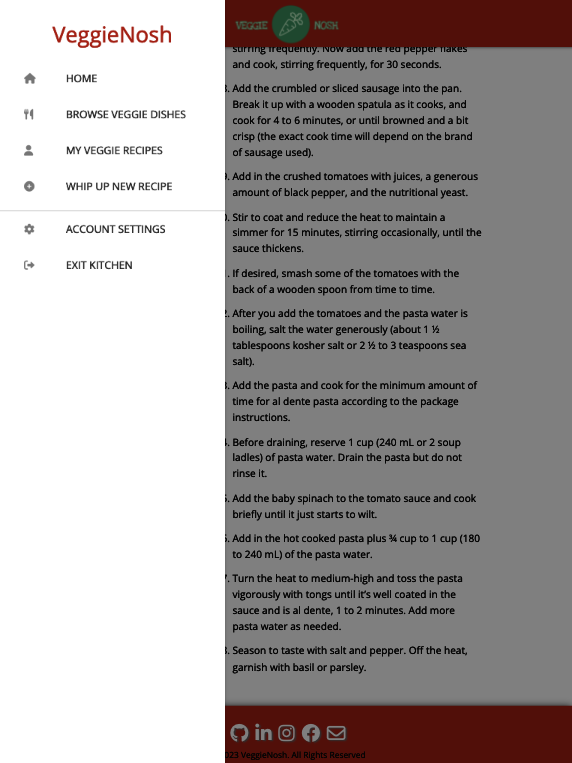 VeggieNosh
HOME
BROWSE VEGGIE DISHES
MY VEGGIE RECIPES
WHIP UP NEW RECIPE
ACCOUNT SETTINGS
EXIT KITCHEN
VEGGIE NOSH
stirring frequently. Now add the red pepper flakes
and cook, stirring frequently, for 30 seconds.
Add the crumbled or sliced sausage into the pan.
Break it up with a wooden spatula as it cooks, and
cook for 4 to 6 minutes, or until browned and a bit
crisp (the exact cook time will depend on the brand
of sausage used).
Add in the crushed tomatoes with juices, a generous
amount of black pepper, and the nutritional yeast.
Stir to coat and reduce the heat to maintain a
simmer for 15 minutes, stirring occasionally, until the
sauce thickens.
If desired, smash some of the tomatoes with the
back of a wooden spoon from time to time.
After you add the tomatoes and the pasta water is
boiling, salt the water generously (about 1 ½
tablespoons kosher salt or 2 ½ to 3 teaspoons sea
salt).
Add the pasta and cook for the minimum amount of
time for al dente pasta according to the package
instructions.
Before draining, reserve 1 cup (240 mL or 2 soup
ladles) of pasta water. Drain the pasta but do not
rinse it.
Add the baby spinach to the tomato sauce and cook
briefly until it just starts to wilt.
Add in the hot cooked pasta plus ¾ cup to 1 cup (180
to 240 mL) of the pasta water.
Turn the heat to medium-high and toss the pasta
vigorously with tongs until it's well coated in the
sauce and is al dente, 1 to 2 minutes. Add more
pasta water as needed.
Season to taste with salt and pepper. Off the heat,
garnish with basil or parsley.
023 VeggieNosh. All Rights Reserved